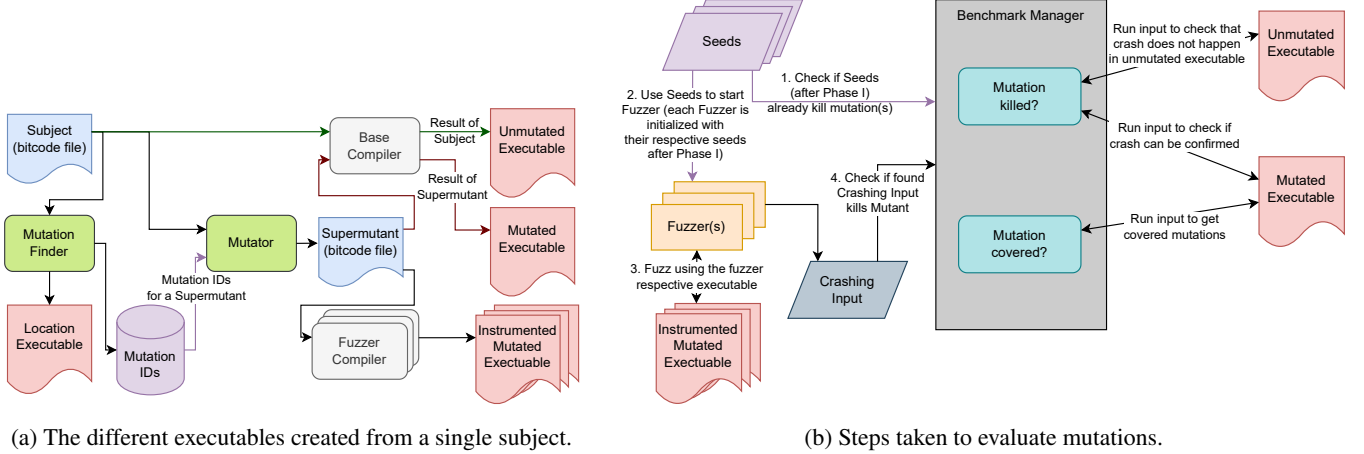 Subject
(bitcode file)
Base
Compiler
Result of
Subject
Unmutated
Executable
Result of
Supermutant
Mutation
Finder
Mutator
Supermutant
(bitcode file)
Mutated
Executable
Mutation IDs
for a Supermutant
Location
Executable
Mutation
IDs
Fuzzer
Compiler
Instrumented
Mutated
Exectuable
(a) The different executables created from a single subject.
Seeds
Benchmark Manager
1. Check if Seeds
(after Phase I)
already kill mutation(s)
2. Use Seeds to start
Fuzzer (each Fuzzer is
initialized with
their respective seeds
after Phase I)
Mutation
killed?
Run input to check that
crash does not happen
in unmutated executable
Unmutated
Executable
Run input to check if
crash can be confirmed
4. Check if found
Crashing Input
kills Mutant
Mutated
Executable
Fuzzer(s)
Mutation
covered?
Run input to get
covered mutations
3. Fuzz using the fuzzer
respective executable
Crashing
Input
Instrumented
Mutated
Exectuable
(b) Steps taken to evaluate mutations.